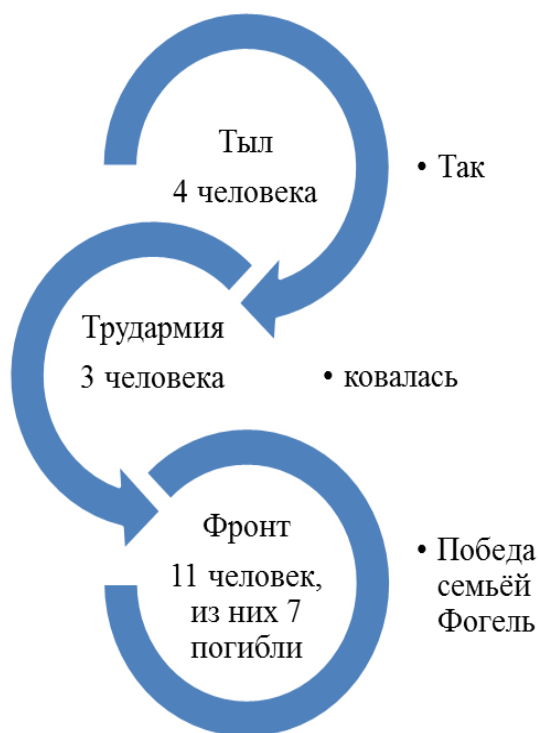 Тыл
4 человека
• Так
Трудармия
3 человека
• ковалась
Фронт
11 человек,
из них 7
погибли
• Победа
семьёй
Фогель